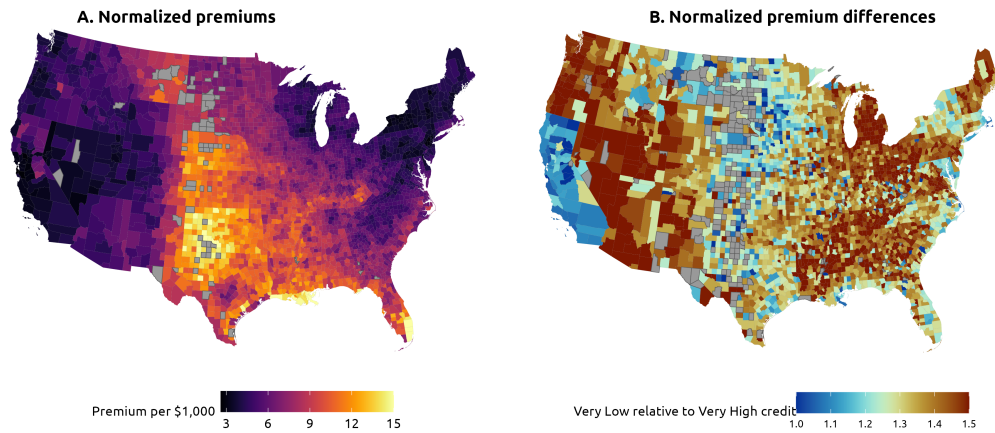 A. Normalized premiums
B. Normalized premium differences
Premium per $1,000
3 6 9 12 15
Very Low relative to Very High credit
1.0 1.1 1.2 1.3 1.4 1.5